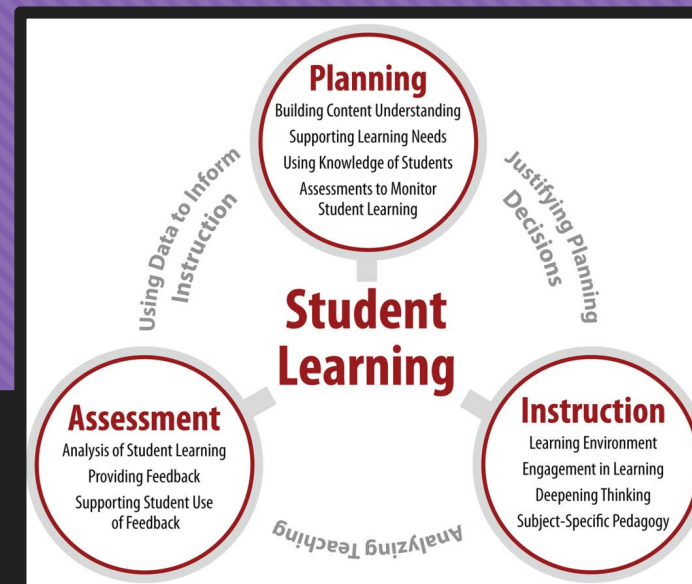 Planning
Building Content Understanding
Supporting Learning Needs
Using Knowledge of Students
Assessments to Monitor
Student Learning
Using Data to Inform
Instruction
Justifying Planning
Decisions
Student
Learning
Assessment
Analysis of Student Learning
Providing Feedback
Supporting Student Use
of Feedback
Instruction
Learning Environment
Engagement in Learning
Deepening Thinking
Subject-Specific Pedagogy
Analyzing Teaching